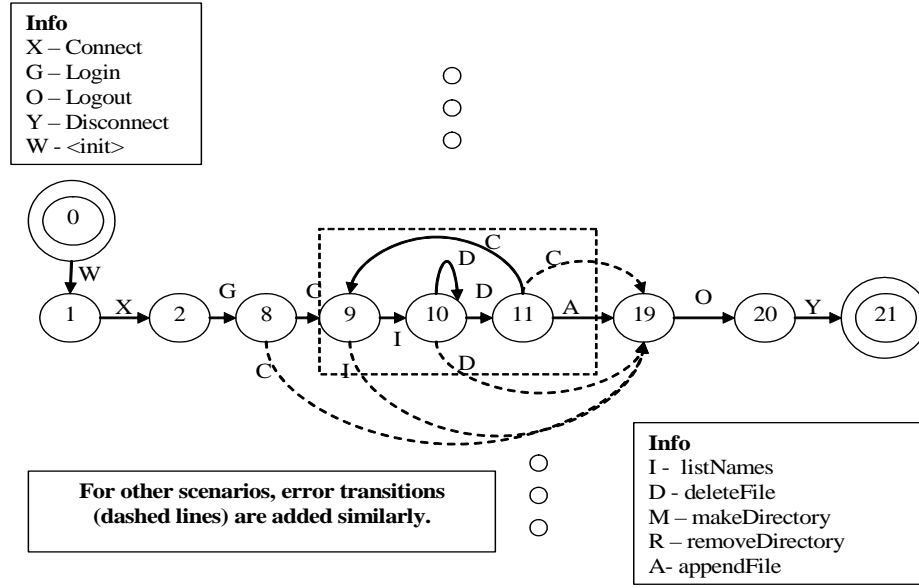 Info
X – Connect
G – Login
O – Logout
Y – Disconnect
W - <init>
0
W
C
C
D
1
X
2
G
8
C
9
I
10
D
11
A
19
O
20
Y
21
C
I
D
For other scenarios, error transitions
(dashed lines) are added similarly.
Info
I - listNames
D - deleteFile
M – makeDirectory
R – removeDirectory
A- appendFile